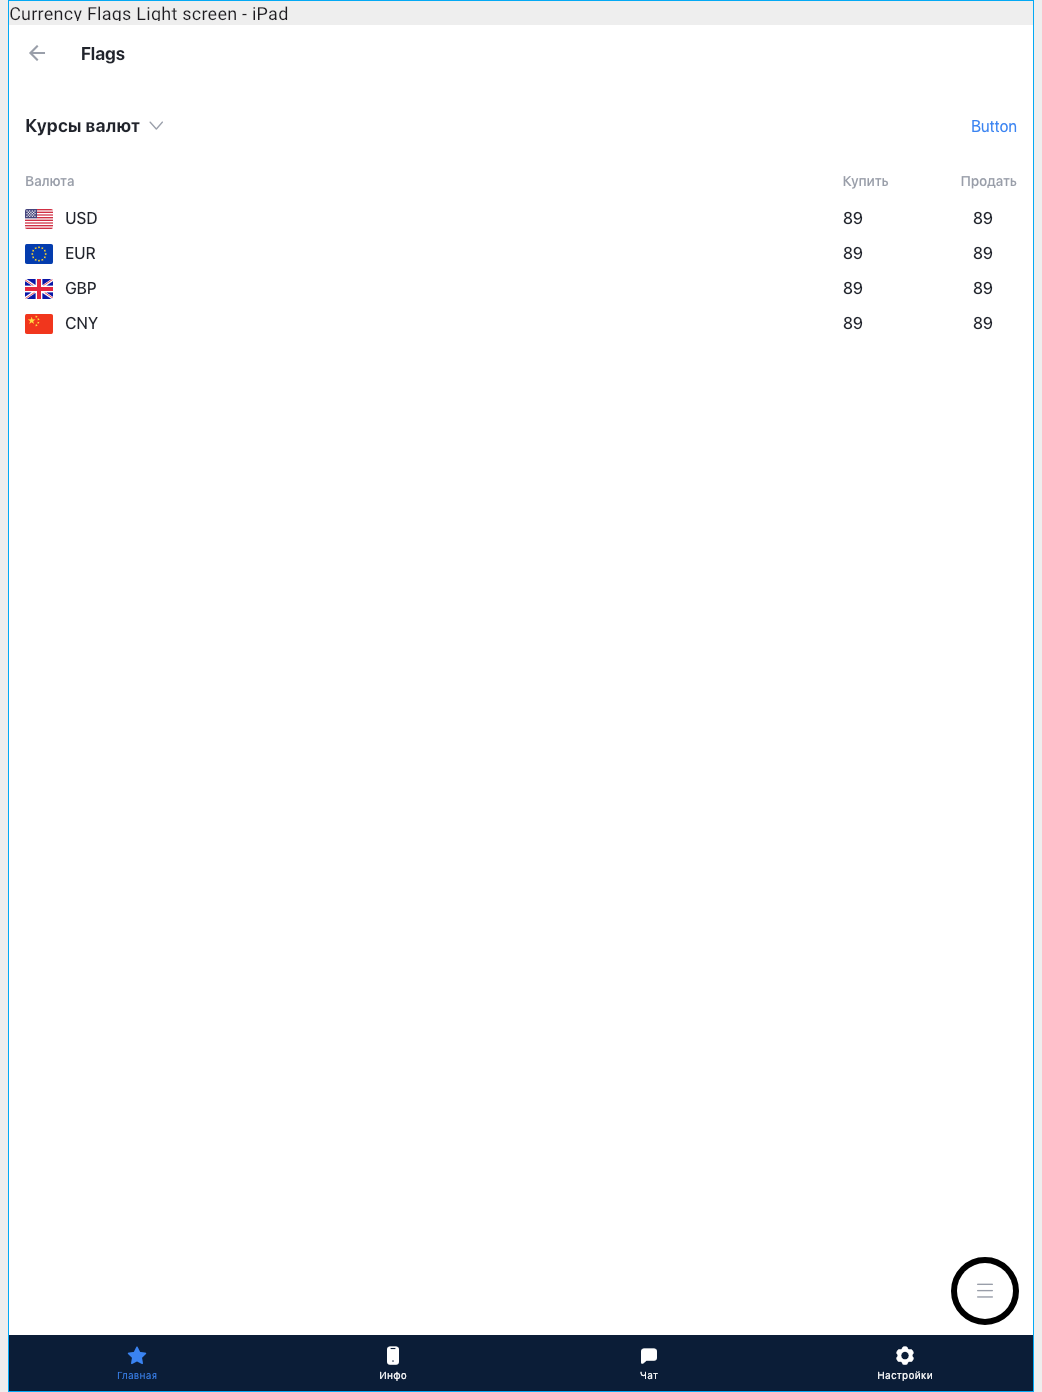 Currency Flags Light screen - iPad
Flags
Курсы валют Button
Валюта Купить Продать
USD 89 89
EUR 89 89
GBP 89 89
CNY 89 89
Главная Инфо Чат Настройки